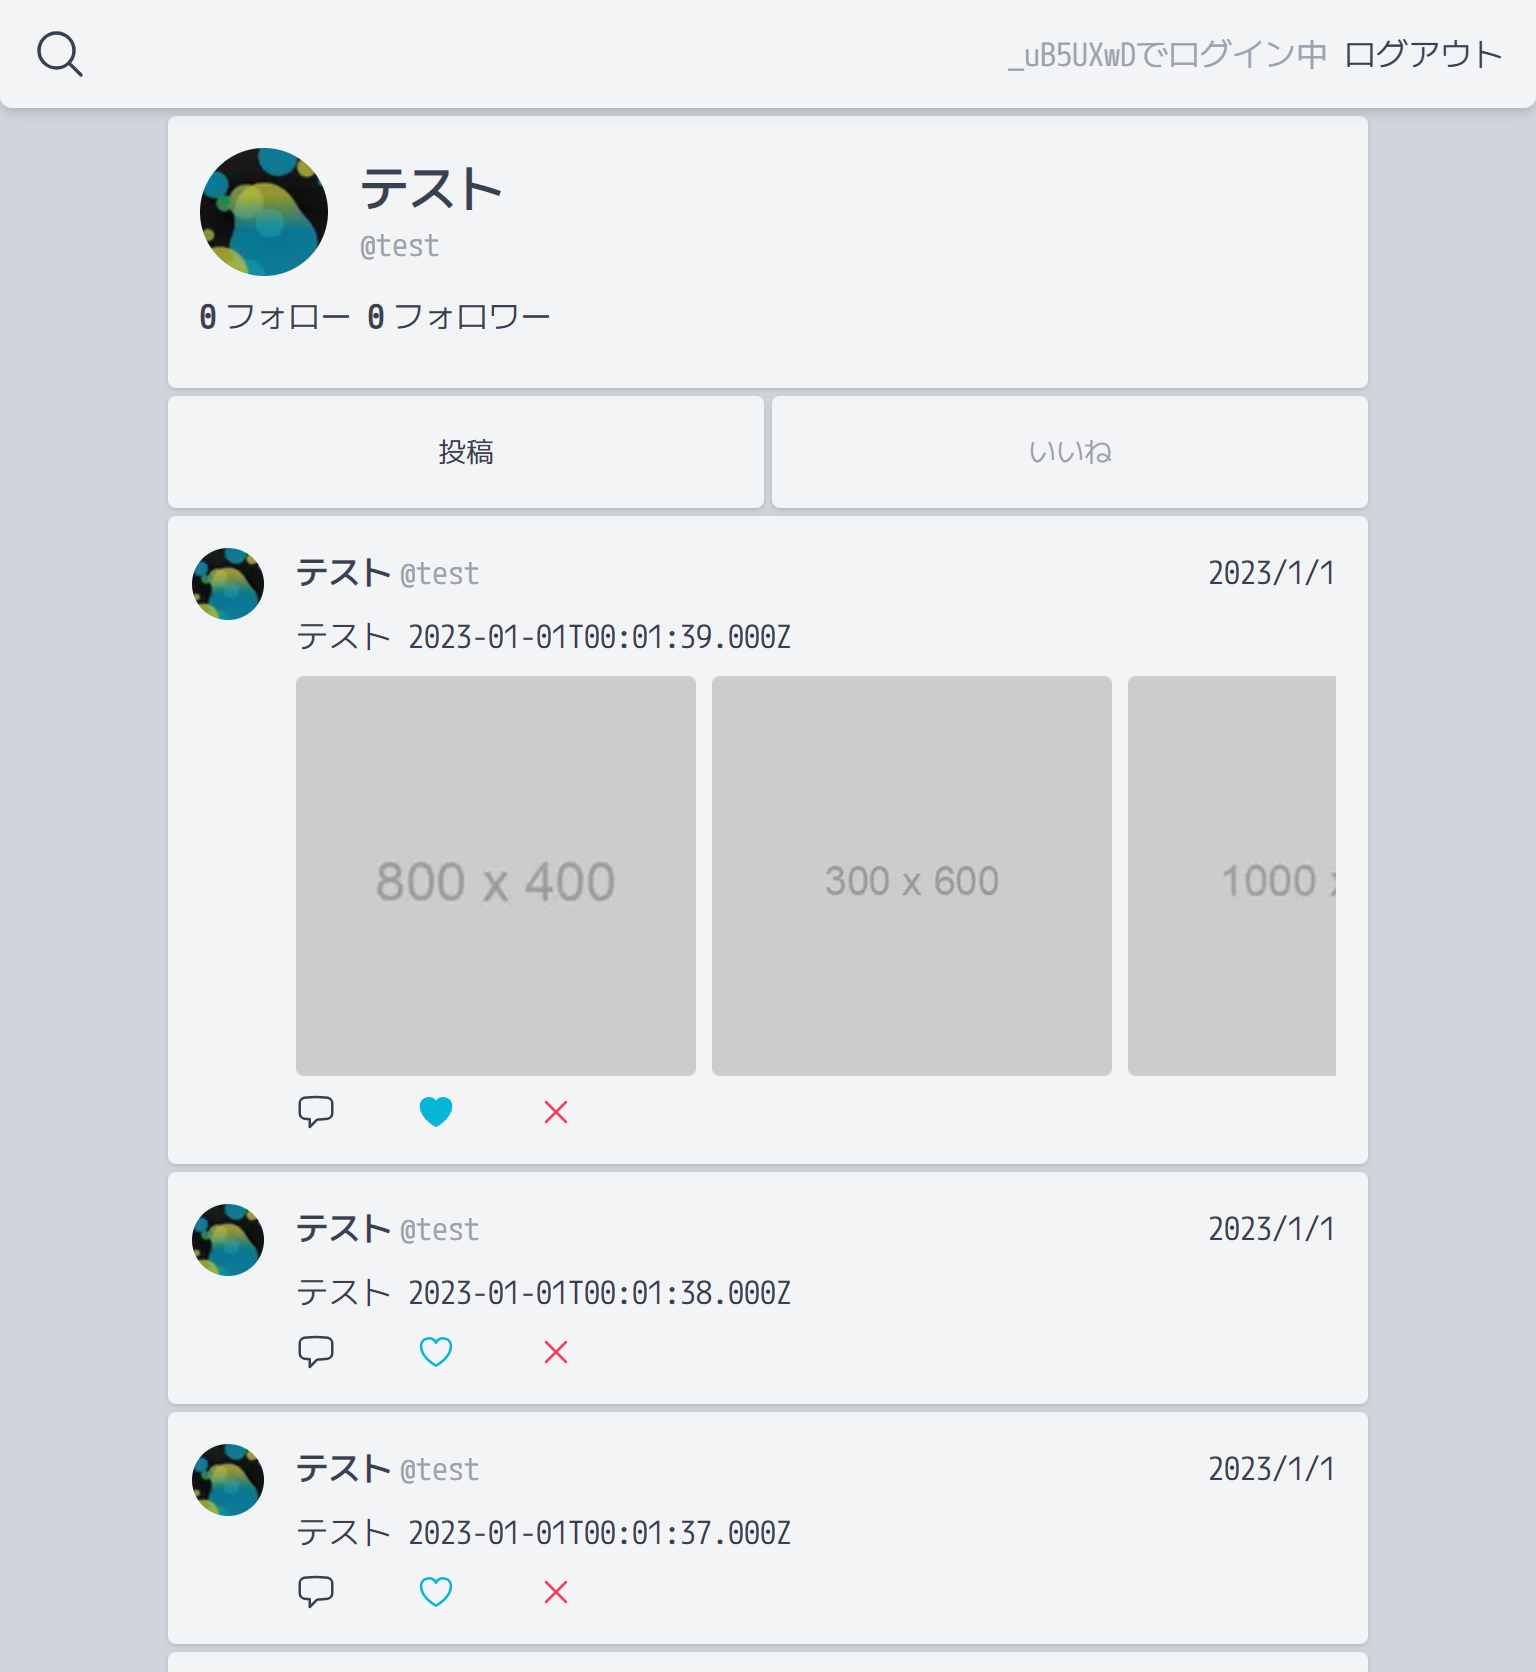 _uB5UXwDでログイン中 ログアウト
テスト
@test
0 フォロー 0 フォロワー
投稿 いいね
テスト @test 2023/1/1
テスト 2023-01-01T00:01:39.000Z
800 x 400 300 x 600 1000 x
テスト @test 2023/1/1
テスト 2023-01-01T00:01:38.000Z
テスト @test 2023/1/1
テスト 2023-01-01T00:01:37.000Z